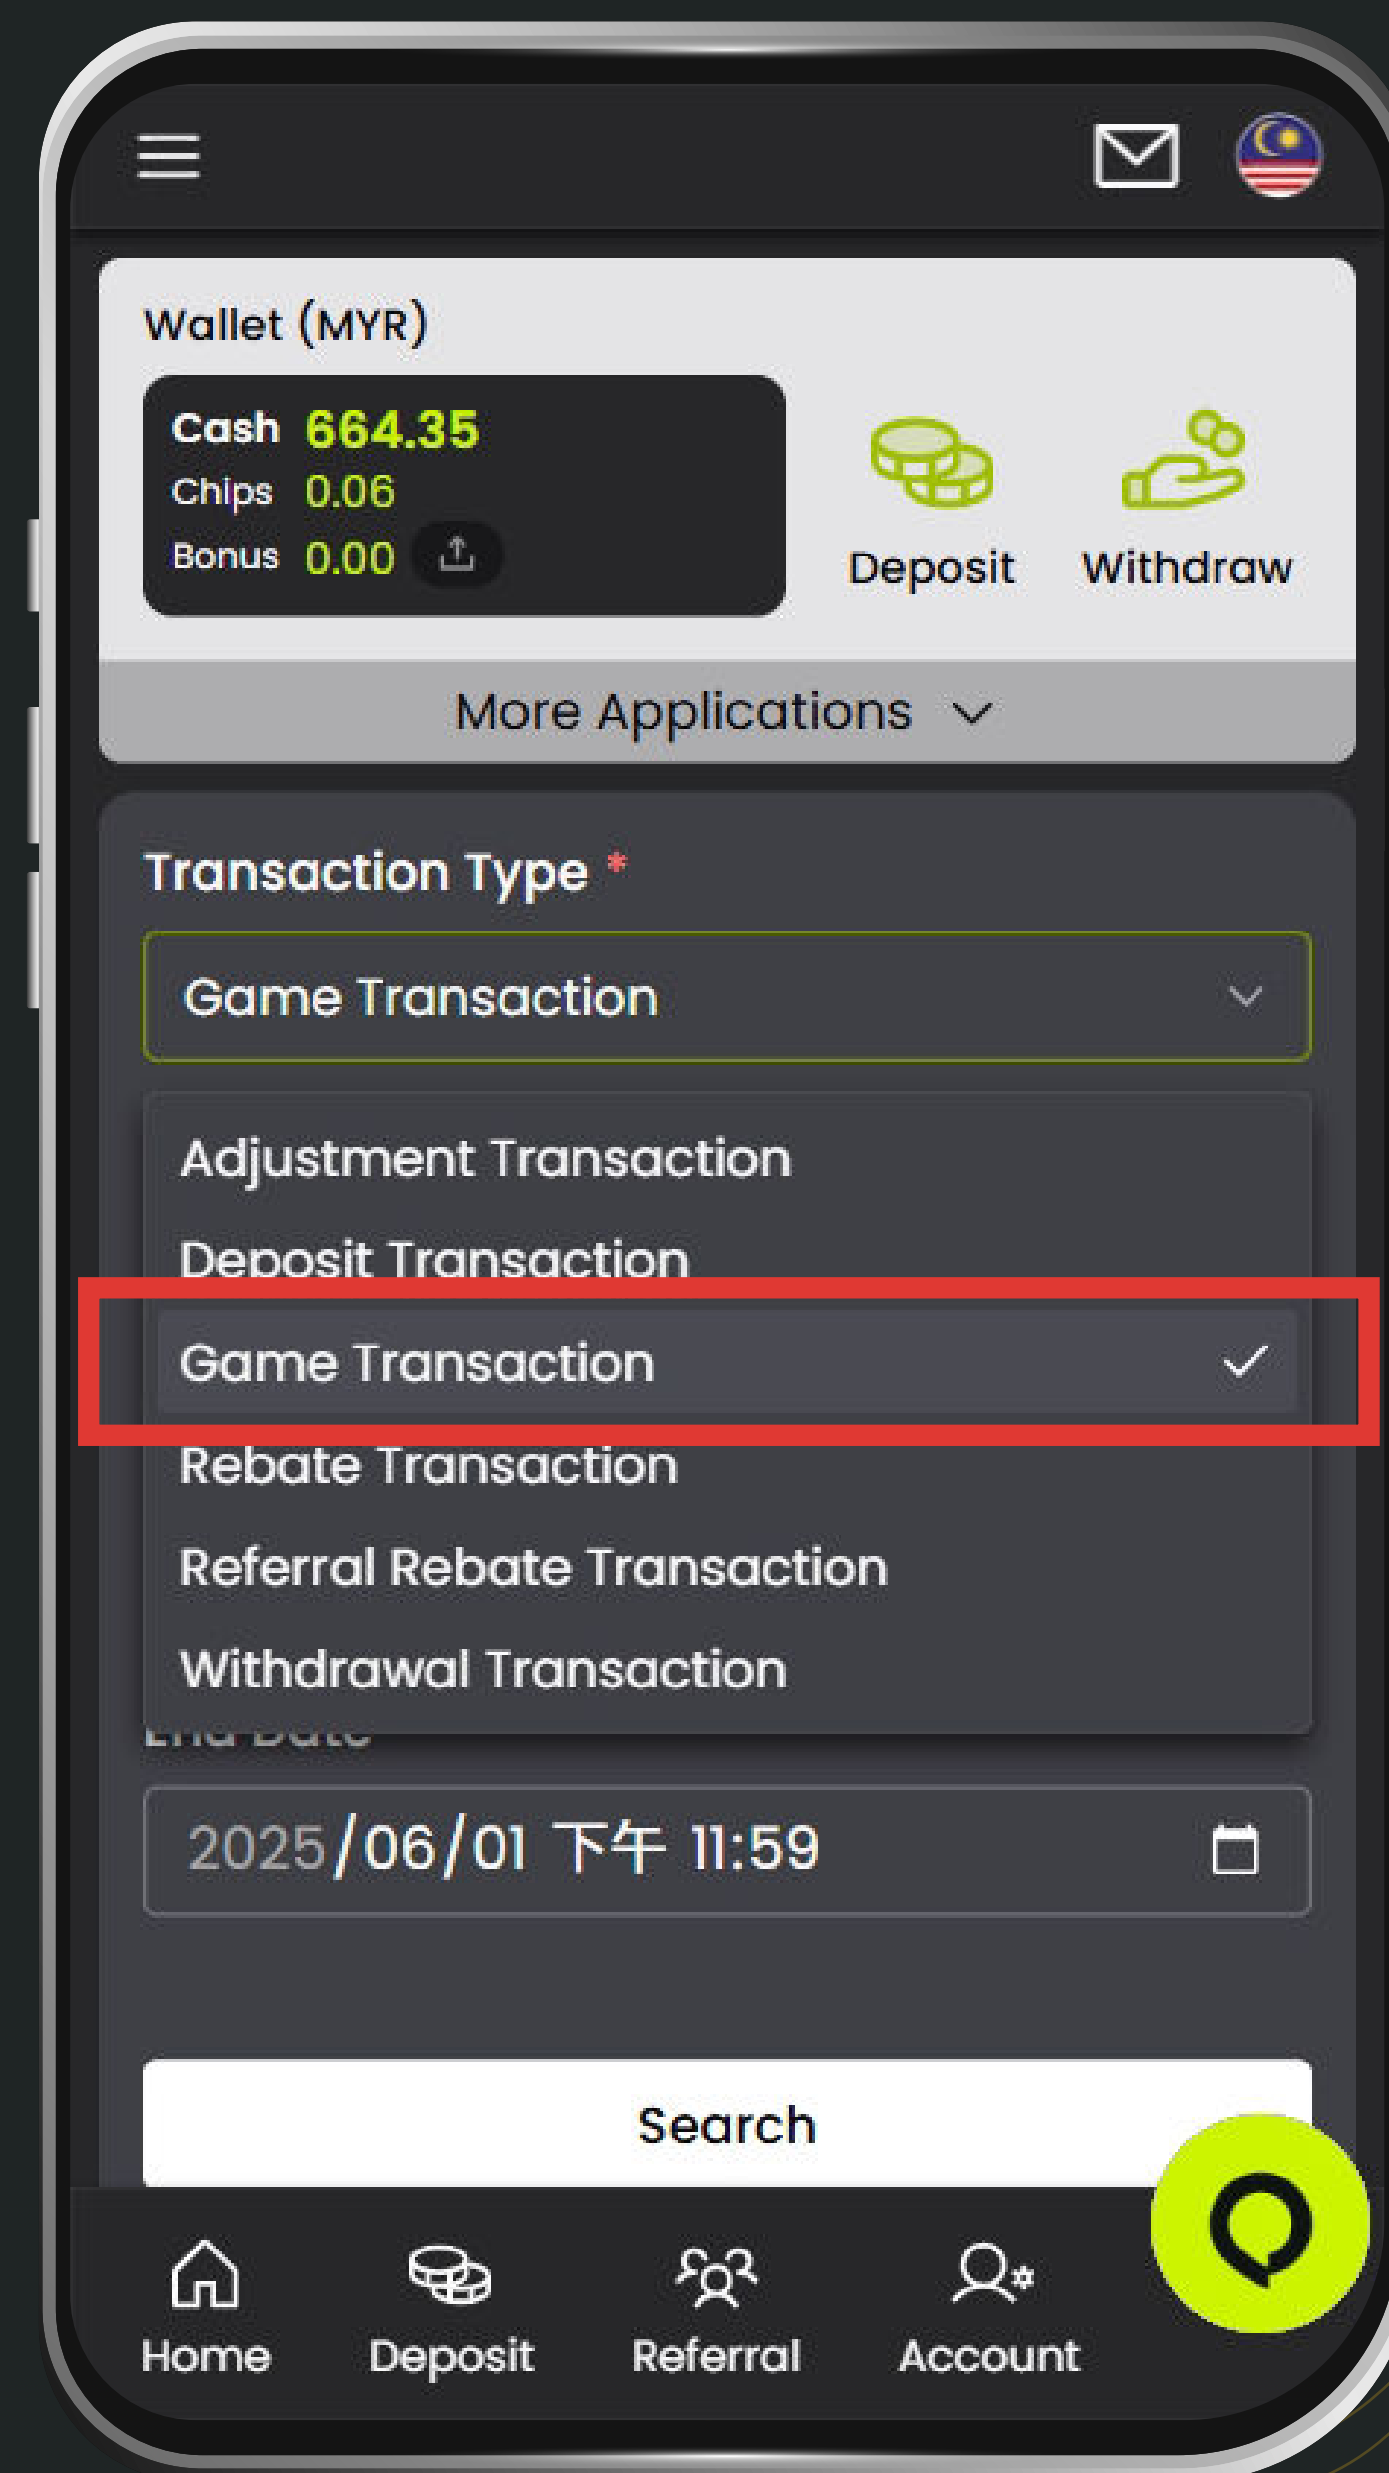 Wallet (MYR)
Cash 664.35
Chips 0.06
Bonus 0.00
Deposit Withdraw
More Applications
Transaction Type *
Game Transaction
Adjustment Transaction
Deposit Transaction
Game Transaction
Rebate Transaction
Referral Rebate Transaction
Withdrawal Transaction
End Date
2025/06/01 下午 11:59
Search
Home Deposit Referral Account